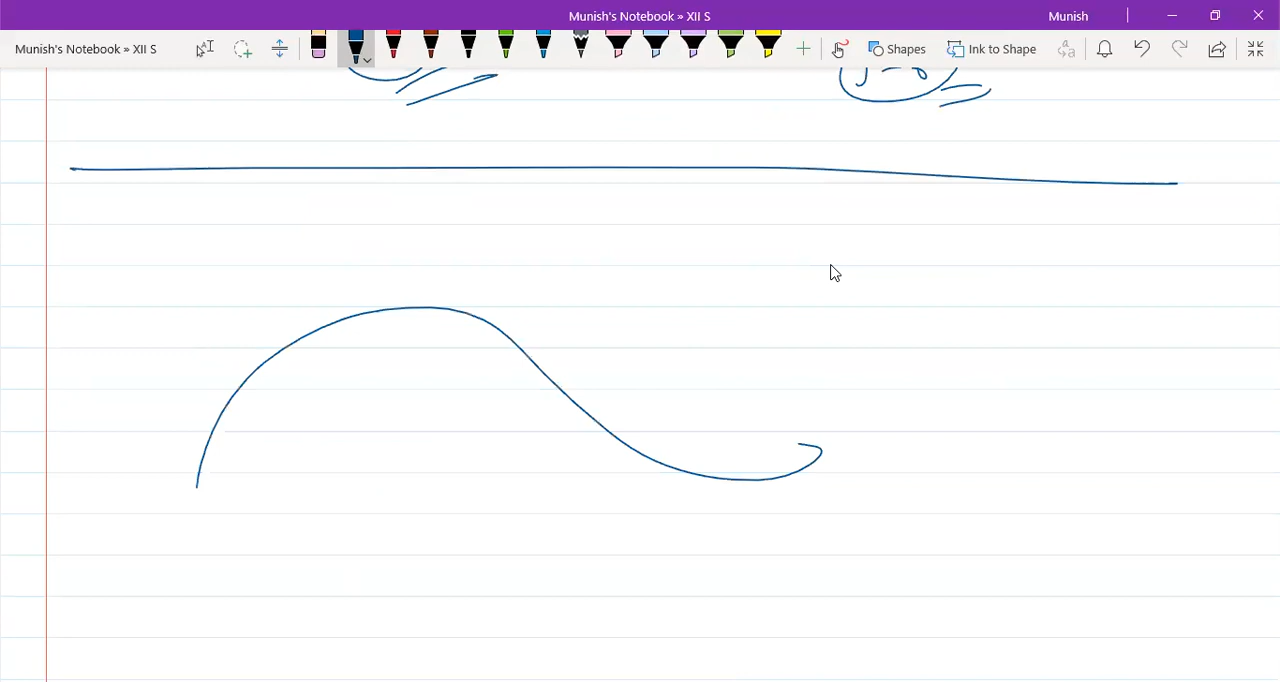 Munish's Notebook » XII S
Munish
Munish's Notebook » XII S
Shapes
Ink to Shape